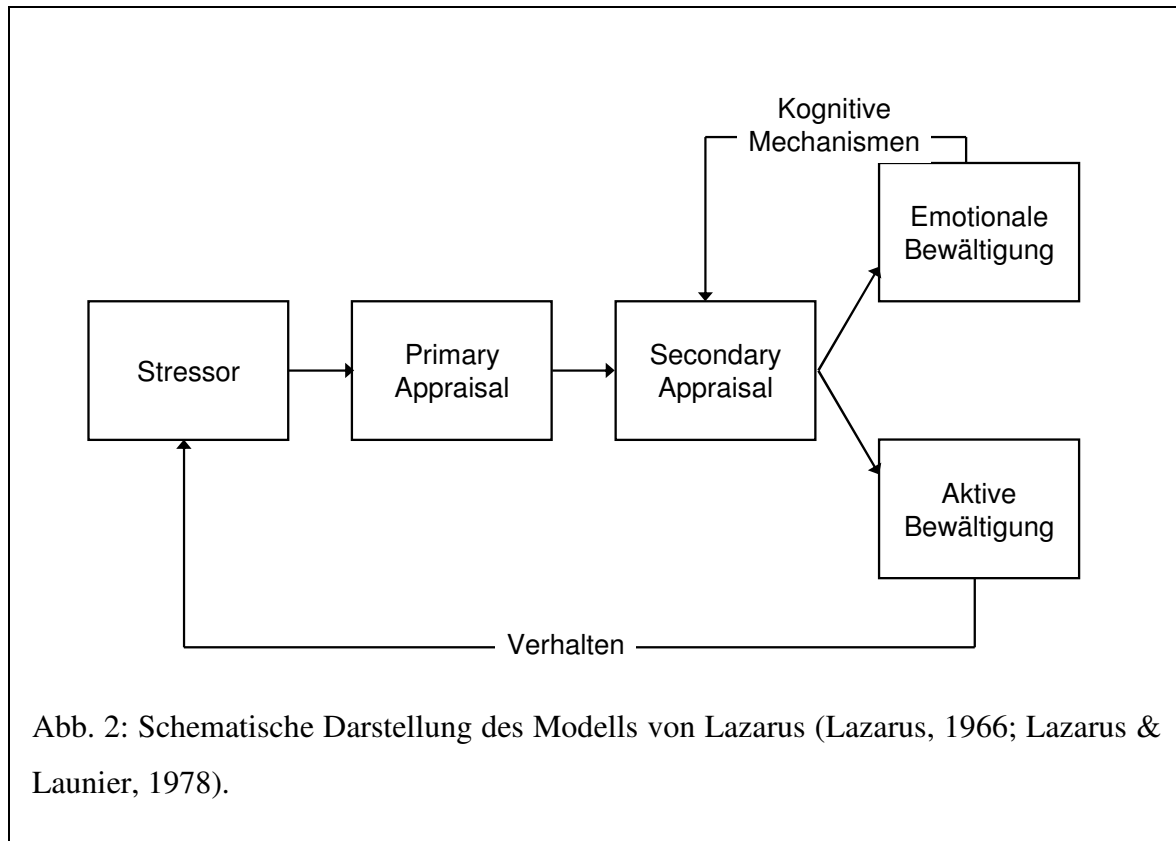 Kognitive
Mechanismen
Emotionale
Bewältigung
Stressor
Primary
Appraisal
Secondary
Appraisal
Aktive
Bewältigung
Verhalten
Abb. 2: Schematische Darstellung des Modells von Lazarus (Lazarus, 1966; Lazarus &
Launier, 1978).